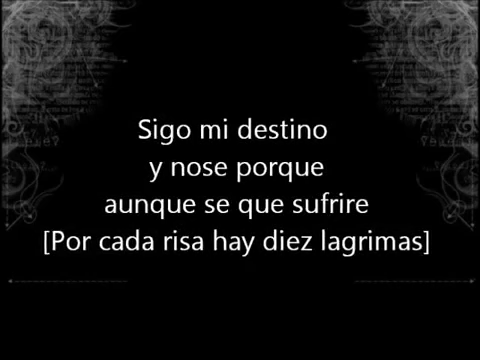 Sigo mi destino
y nose porque
aunque se que sufrire
[Por cada risa hay diez lagrimas]